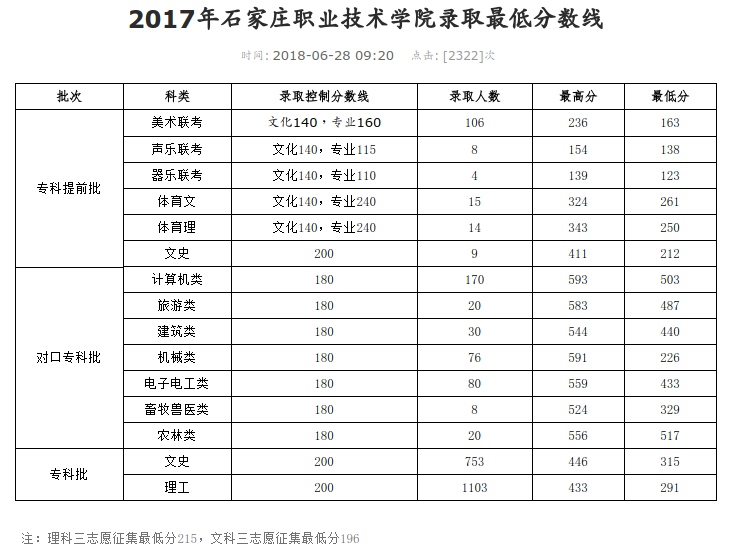 2017年石家庄职业技术学院录取最低分数线
时间: 2018-06-28 09:20 点击: [2322]次
批次 科类 录取控制分数线 录取人数 最高分 最低分
专科提前批 美术联考 文化140，专业160 106 236 163
声乐联考 文化140，专业115 8 154 138
器乐联考 文化140，专业110 4 139 123
体育文 文化140，专业240 15 324 261
体育理 文化140，专业240 14 343 250
文史 200 9 411 212
对口专科批 计算机类 180 170 593 503
旅游类 180 20 583 487
建筑类 180 30 544 440
机械类 180 76 591 226
电子电工类 180 80 559 433
畜牧兽医类 180 8 524 329
农林类 180 20 556 517
专科批 文史 200 753 446 315
理工 200 1103 433 291
注：理科三志愿征集最低分215，文科三志愿征集最低分196